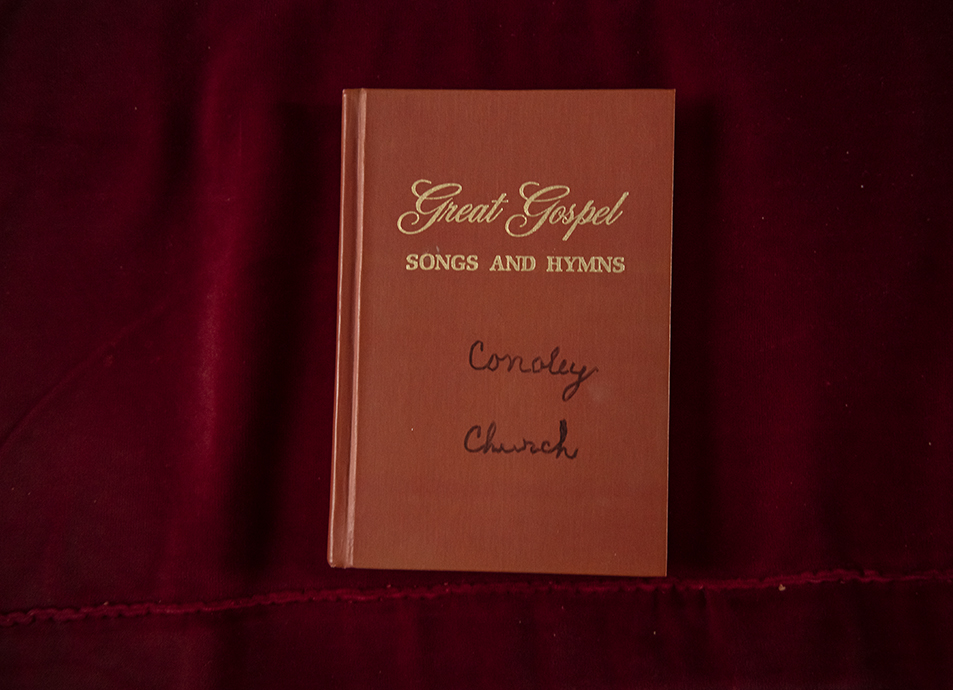 Great Gospel
SONGS AND HYMNS
Conoley
Church